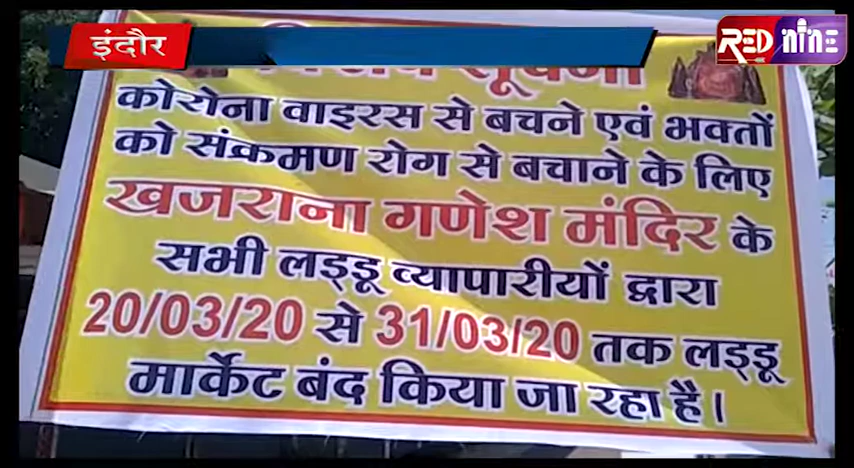 इंदौर
RED NINE
सूचना
कोरोना वाइरस से बचने एवं भक्तों
को संक्रमण रोग से बचाने के लिए
खजराना गणेश मंदिर के
सभी लड्डू व्यापारीयों द्वारा
20/03/20 से 31/03/20 तक लड्डू
मार्केट बंद किया जा रहा है।